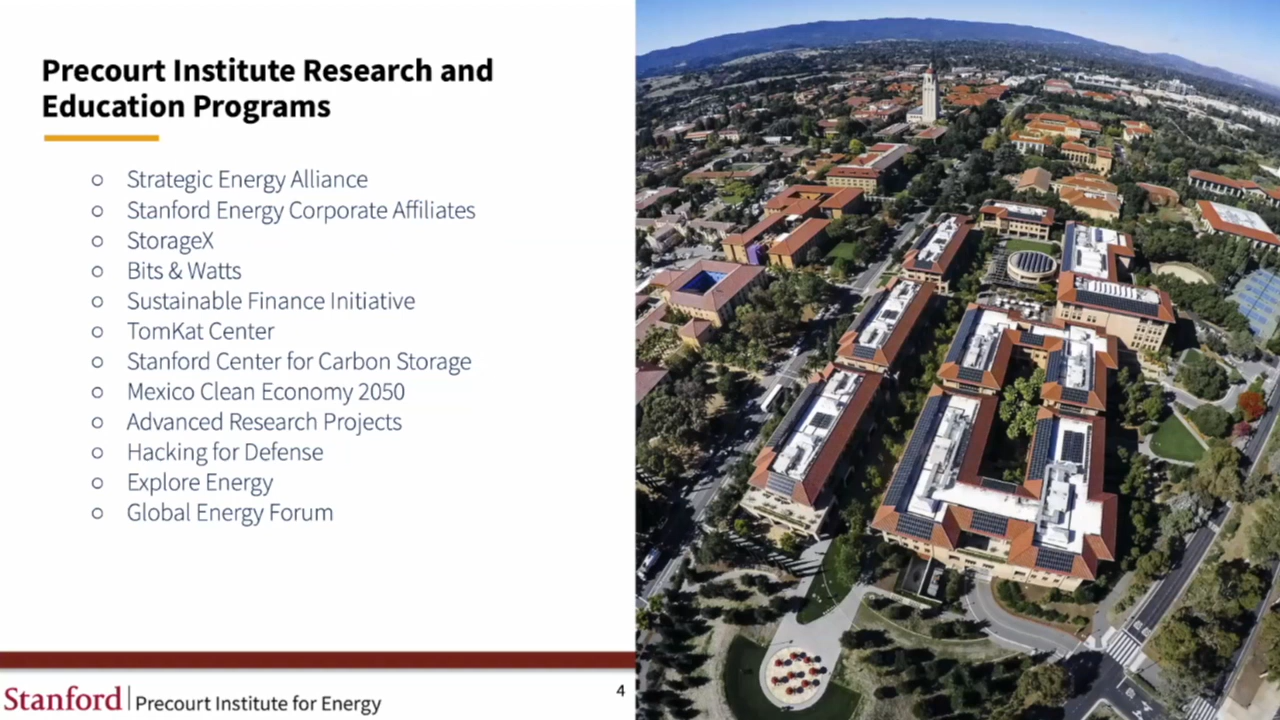 Precourt Institute Research and
Education Programs
Strategic Energy Alliance
Stanford Energy Corporate Affiliates
StorageX
Bits & Watts
Sustainable Finance Initiative
TomKat Center
Stanford Center for Carbon Storage
Mexico Clean Economy 2050
Advanced Research Projects
Hacking for Defense
Explore Energy
Global Energy Forum
4
Stanford | Precourt Institute for Energy